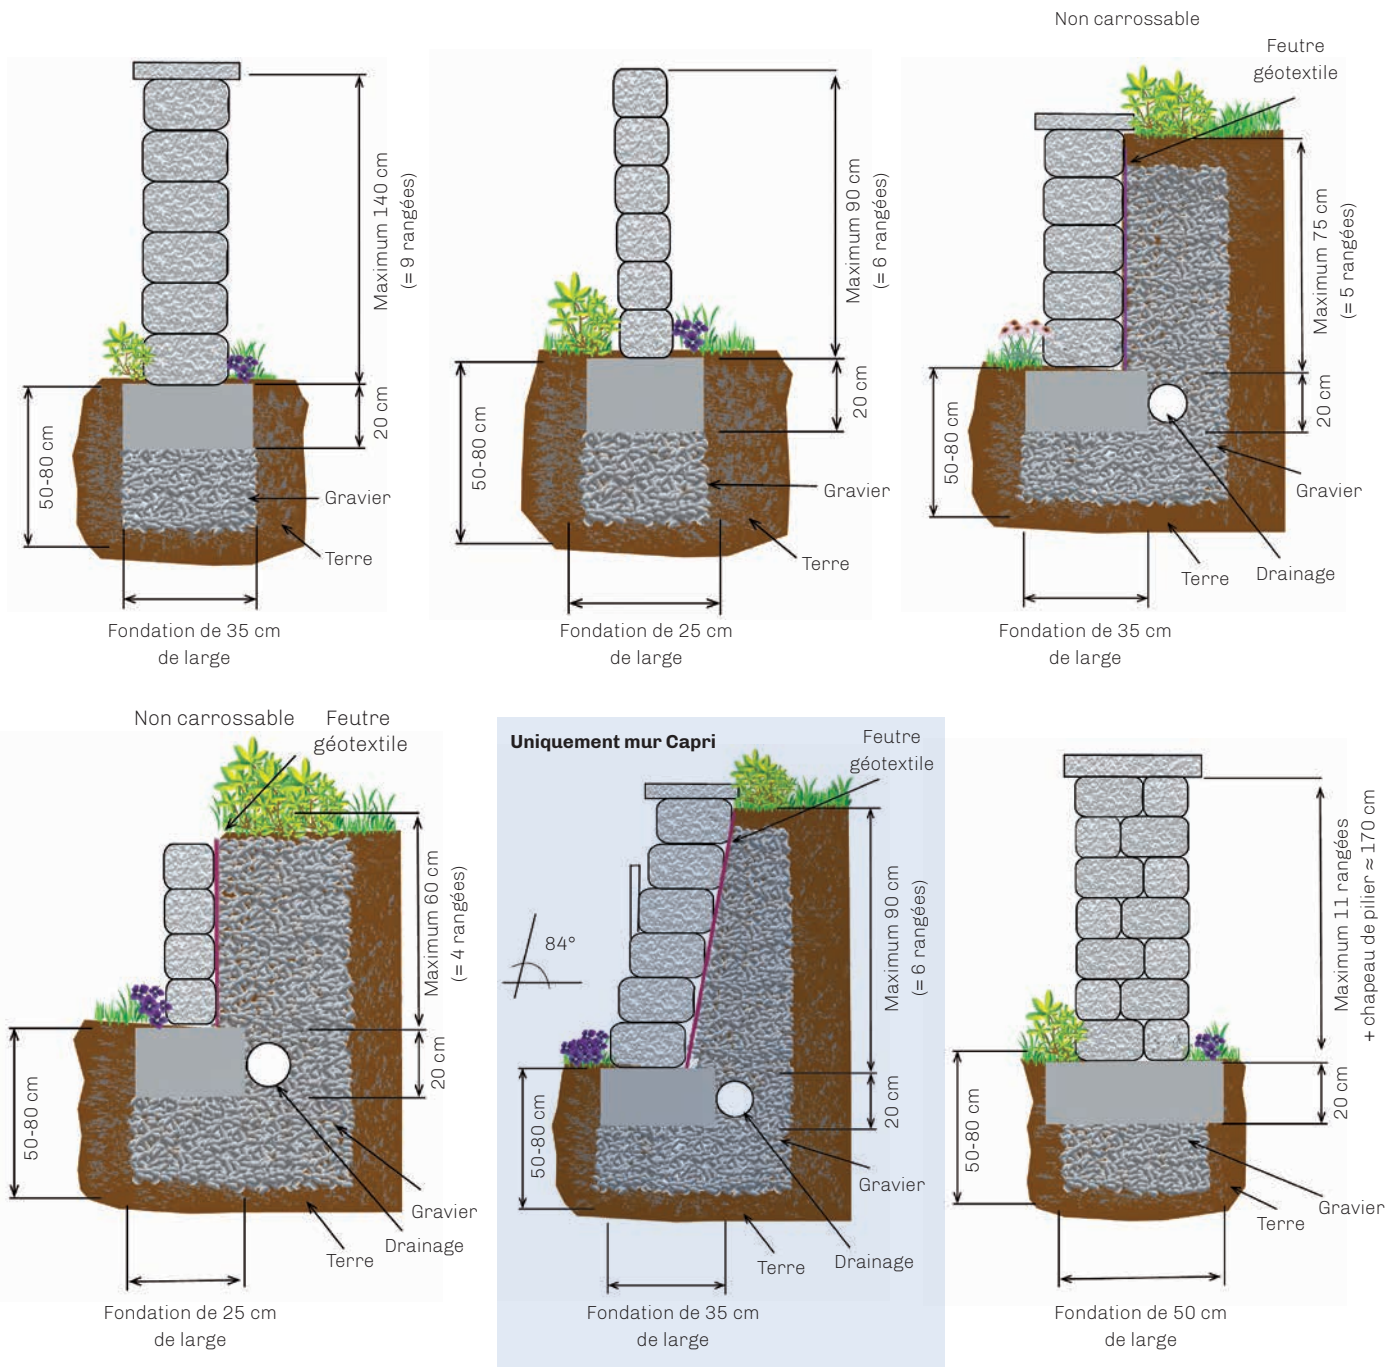 Maximum 140 cm
(= 9 rangées)
20 cm
50-80 cm
Gravier
Terre
Fondation de 35 cm
de large
Maximum 90 cm
(= 6 rangées)
20 cm
50-80 cm
Gravier
Terre
Fondation de 25 cm
de large
Non carrossable
Feutre
géotextile
Maximum 75 cm
(= 5 rangées)
20 cm
50-80 cm
Gravier
Terre
Drainage
Fondation de 35 cm
de large
Non carrossable
Feutre
géotextile
Maximum 60 cm
(= 4 rangées)
20 cm
50-80 cm
Gravier
Drainage
Terre
Fondation de 25 cm
de large
Uniquement mur Capri
Feutre
géotextile
84°
Maximum 90 cm
(= 6 rangées)
20 cm
50-80 cm
Gravier
Drainage
Terre
Fondation de 35 cm
de large
Maximum 11 rangées
+ chapeau de pilier ≈ 170 cm
20 cm
50-80 cm
Gravier
Terre
Fondation de 50 cm
de large